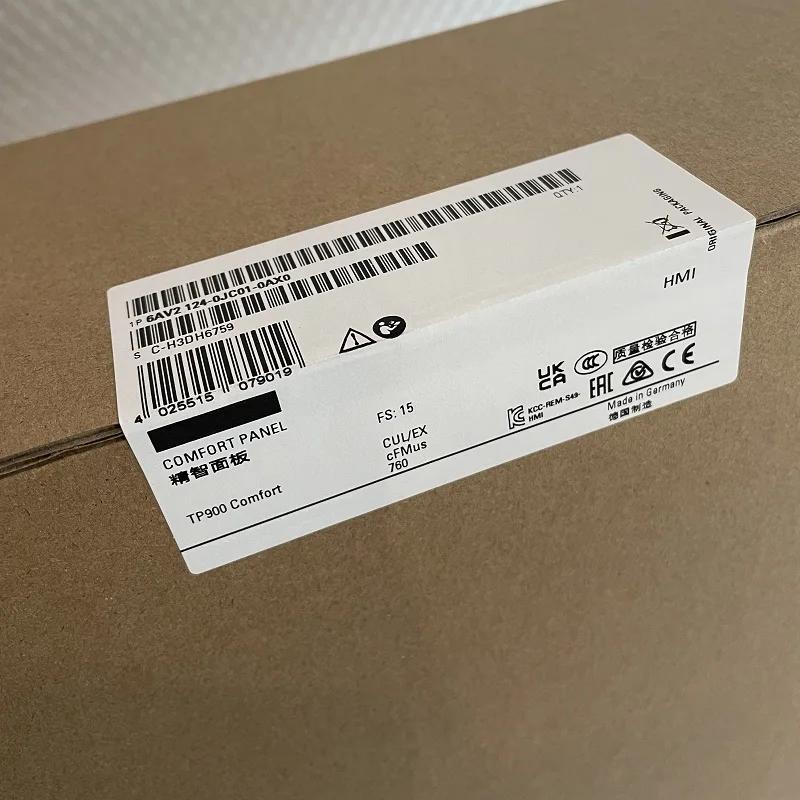 QTY:1
1P 6AV2 124-0JC01-0AX0
S C-H3DH6759
4 025515 079019
ORIGINAL PACKAGING
HMI
COMFORT PANEL
精智面板
TP900 Comfort
FS: 15
CUL/EX
cFMus
760
UK
CA
CCC
质量检验合格
KCC-REM-S49-
HMI
EAC
CE
Made in Germany
德国制造